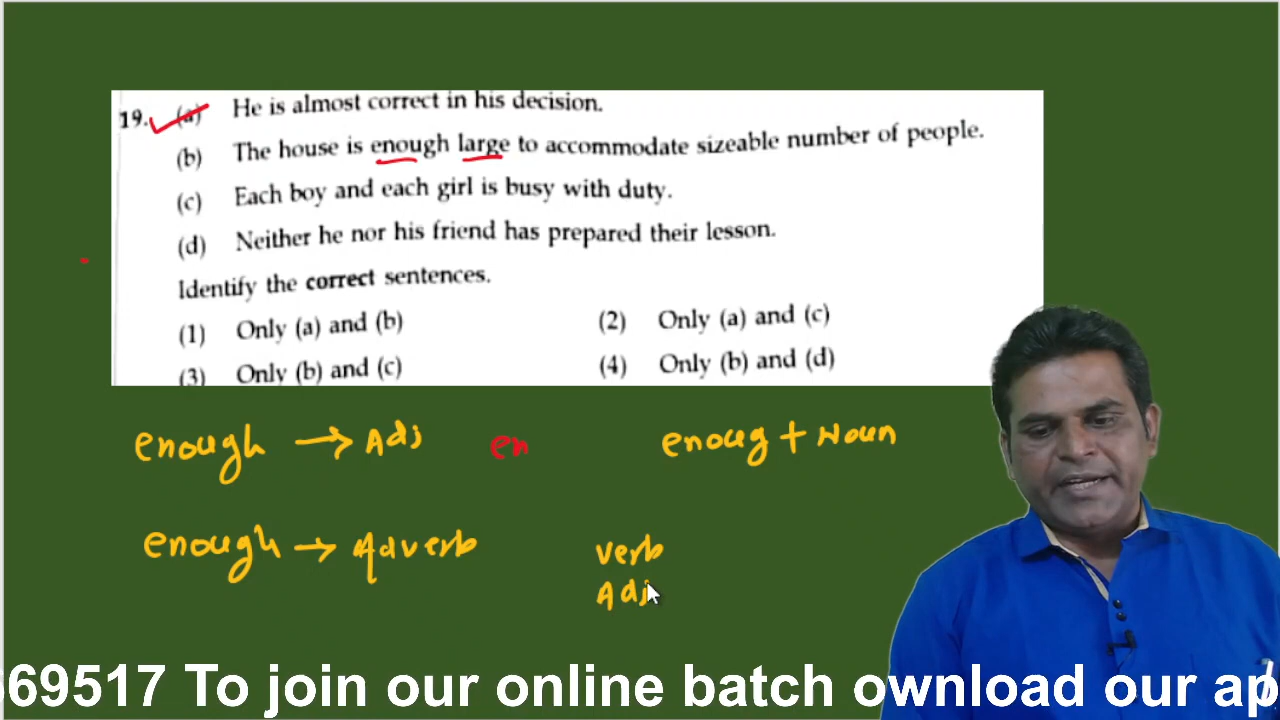 19. (a) He is almost correct in his decision.
(b) The house is enough large to accommodate sizeable number of people.
(c) Each boy and each girl is busy with duty.
(d) Neither he nor his friend has prepared their lesson.
Identify the correct sentences.
(1) Only (a) and (b) (2) Only (a) and (c)
(3) Only (b) and (c) (4) Only (b) and (d)
enough → Adj en enoug + Noun
enough → Adverb verb
Adj
69517 To join our online batch ownload our ap